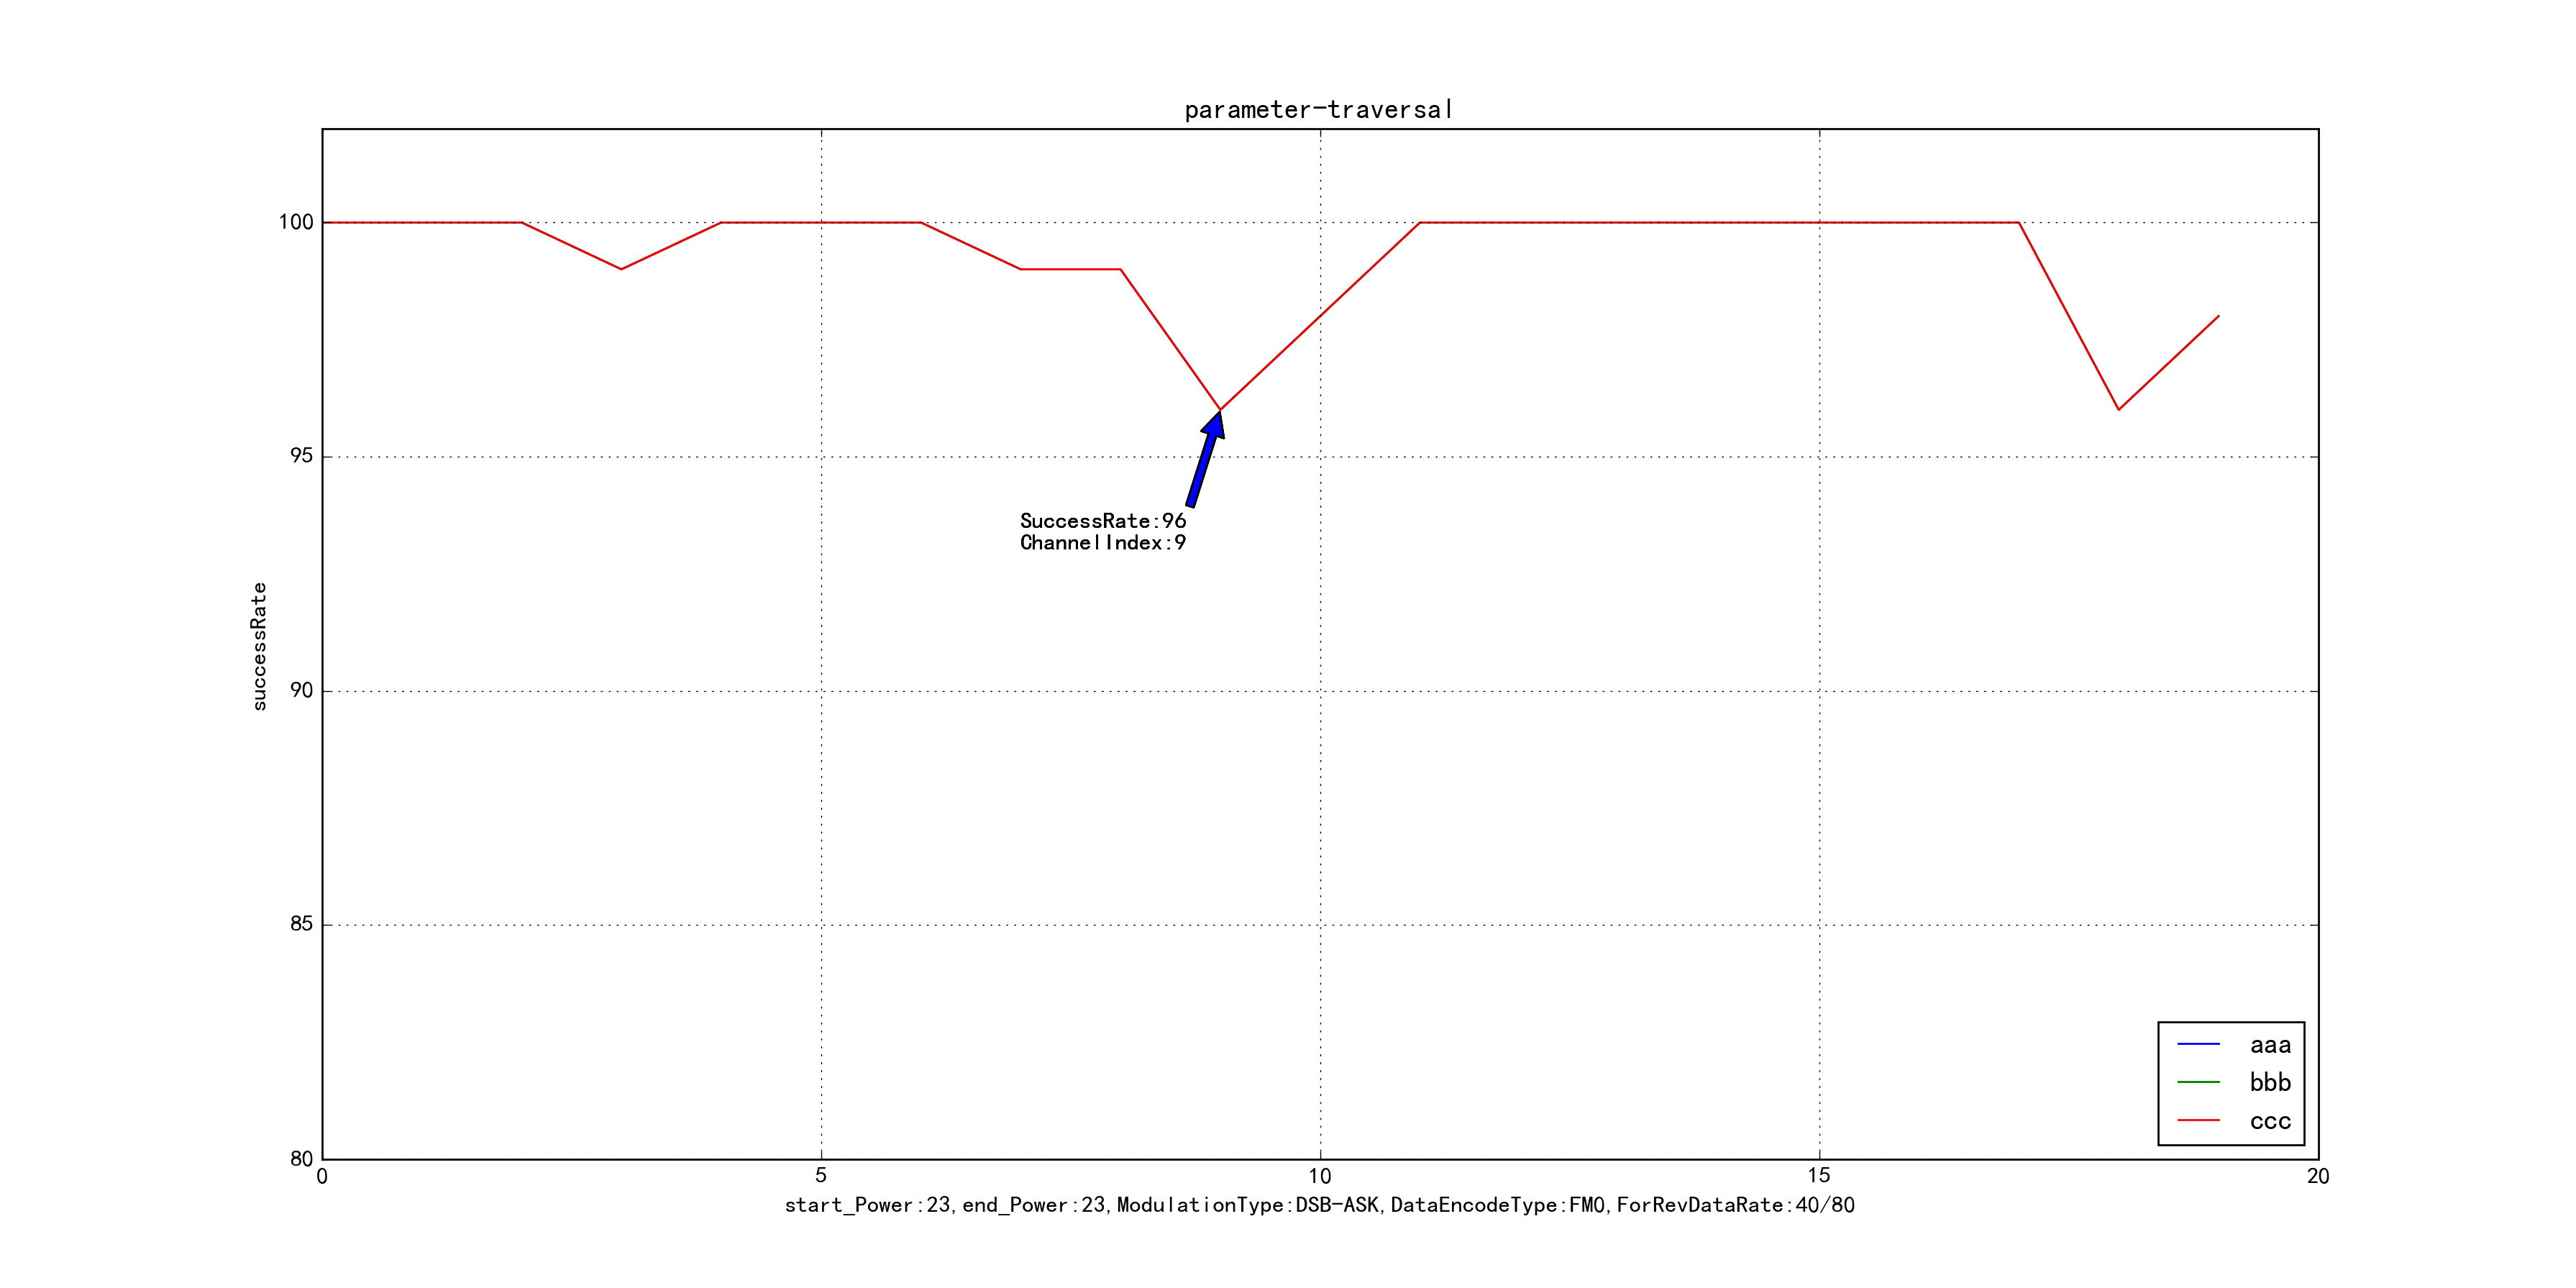 parameter-traversal
100
95
90
85
80
successRate
SuccessRate:96
ChannelIndex:9
aaa
bbb
ccc
0 5 10 15 20
start_Power:23,end_Power:23,ModulationType:DSB-ASK,DataEncodeType:FM0,ForRevDataRate:40/80